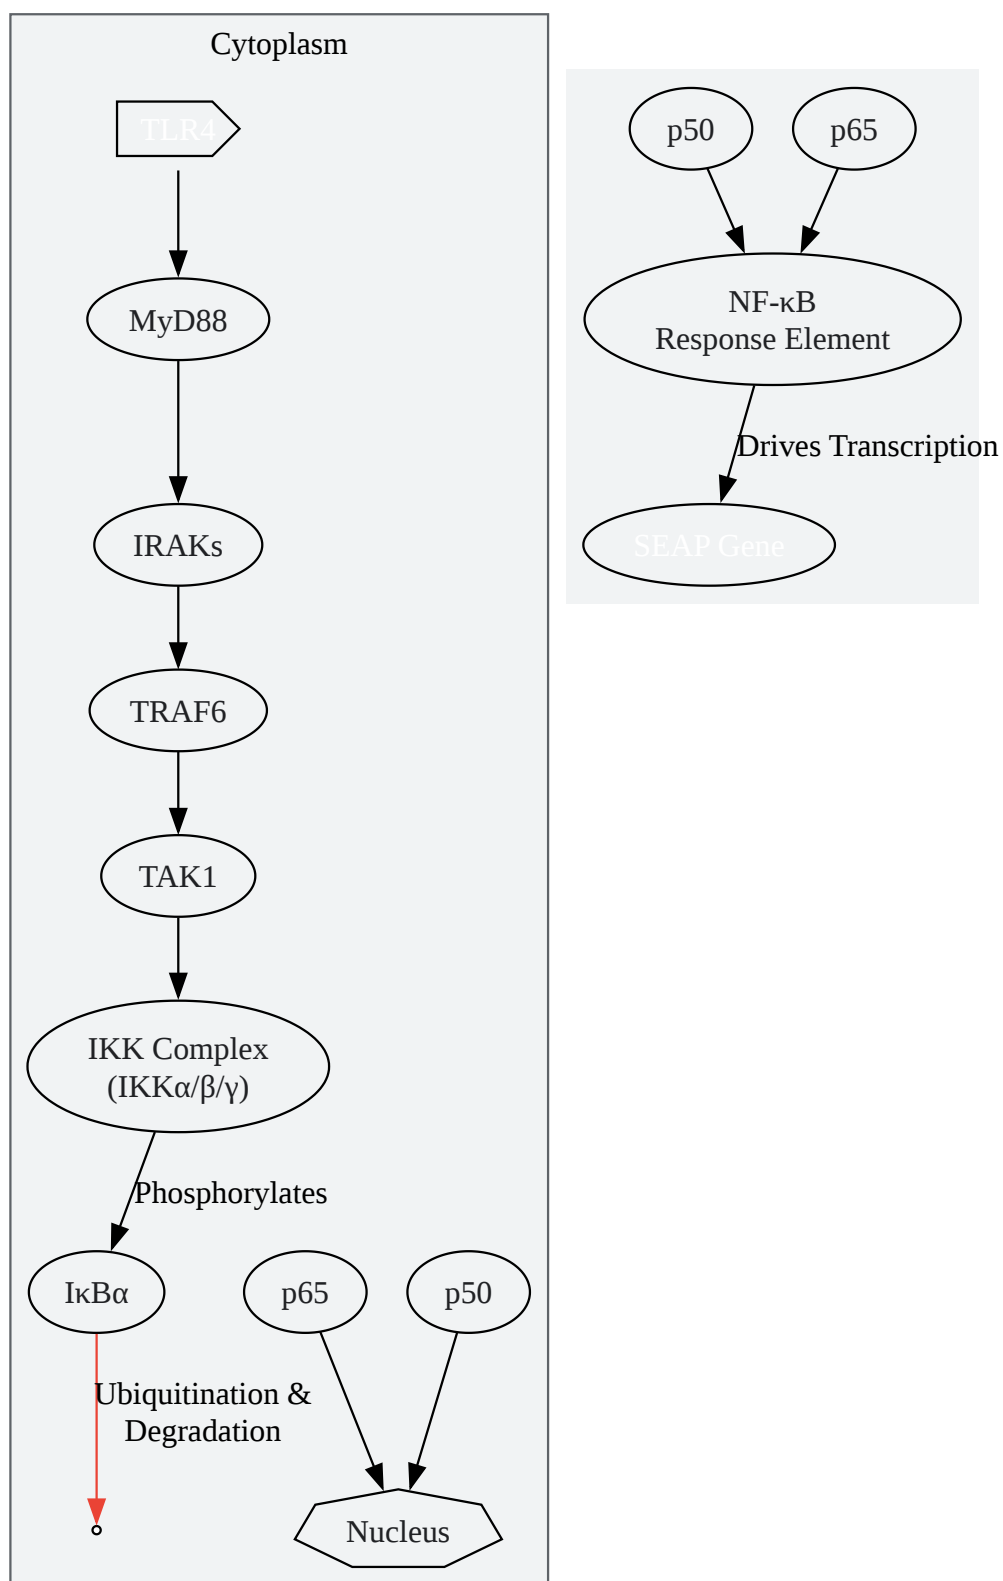 Cytoplasm
TLR4
MyD88
IRAKs
TRAF6
TAK1
IKK Complex
(IKKα/β/γ)
Phosphorylates
IκBα
p65
p50
Ubiquitination &
Degradation
Nucleus
p50
p65
NF-κB
Response Element
Drives Transcription
SEAP Gene